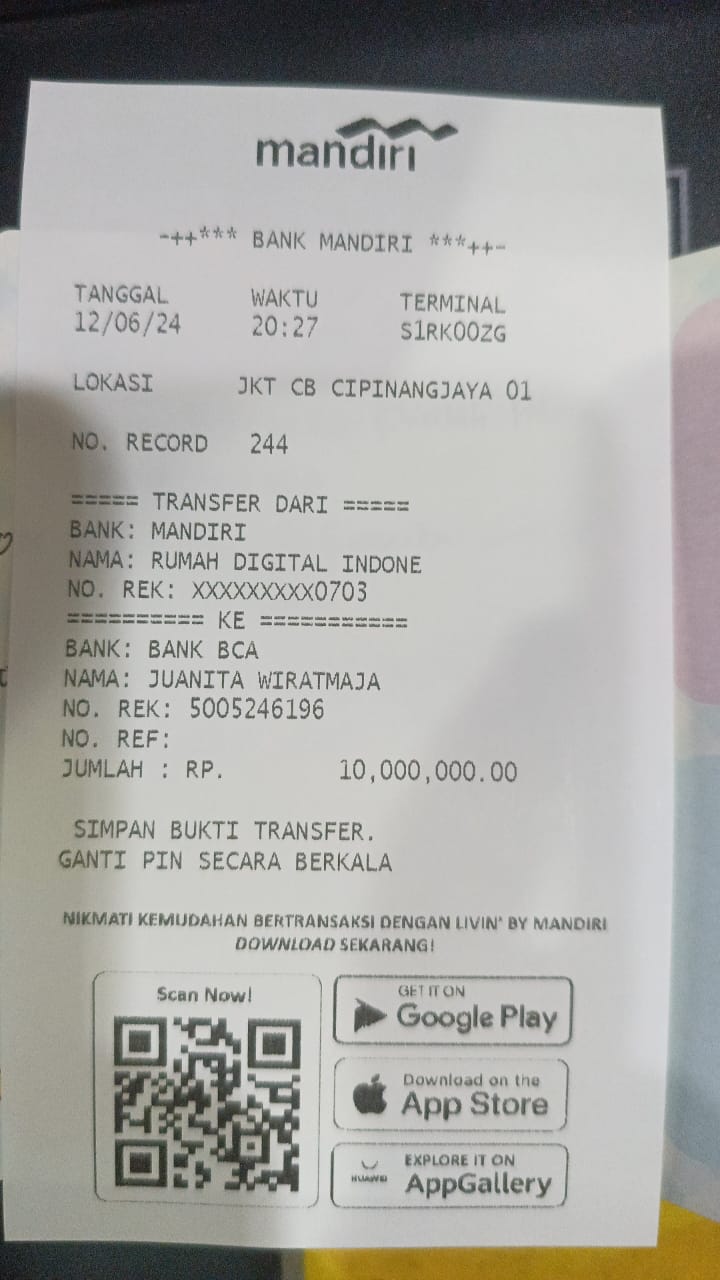 mandiri
-++*** BANK MANDIRI ***++-
TANGGAL WAKTU TERMINAL
12/06/24 20:27 S1RK00ZG
LOKASI JKT CB CIPINANGJAYA 01
NO. RECORD 244
===== TRANSFER DARI =====
BANK: MANDIRI
NAMA: RUMAH DIGITAL INDONE
NO. REK: XXXXXXXXX0703
========== KE ===========
BANK: BANK BCA
NAMA: JUANITA WIRATMAJA
NO. REK: 5005246196
NO. REF:
JUMLAH : RP. 10,000,000.00
SIMPAN BUKTI TRANSFER.
GANTI PIN SECARA BERKALA
NIKMATI KEMUDAHAN BERTRANSAKSI DENGAN LIVIN' BY MANDIRI
DOWNLOAD SEKARANG!
Scan Now!
GET IT ON
Google Play
Download on the
App Store
HUAWEI
EXPLORE IT ON
AppGallery